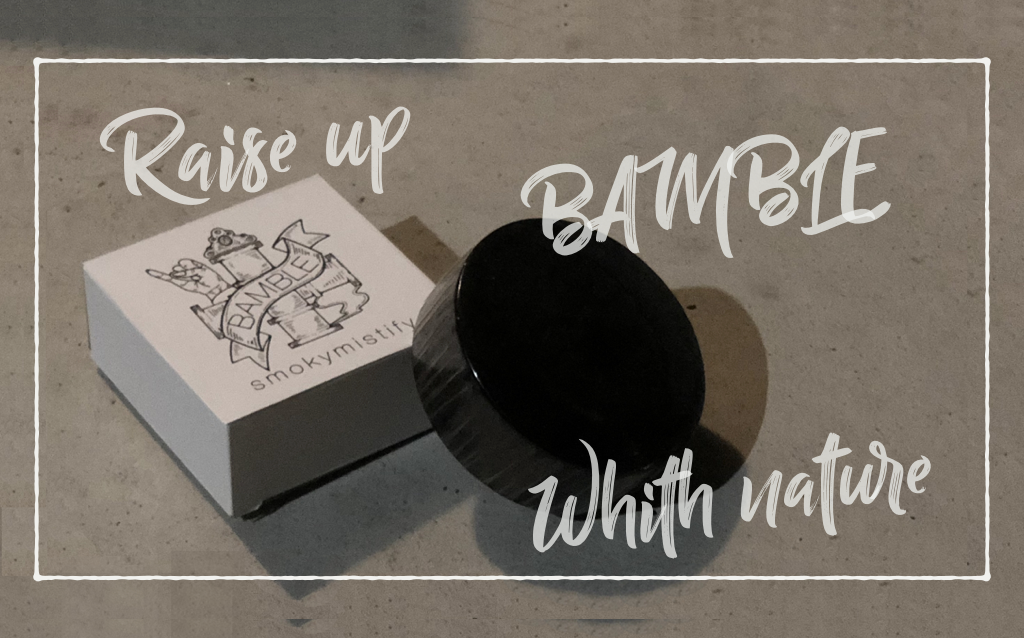 Raise up
BAMBLE
BAMBLE
smokymistify
Whith nature